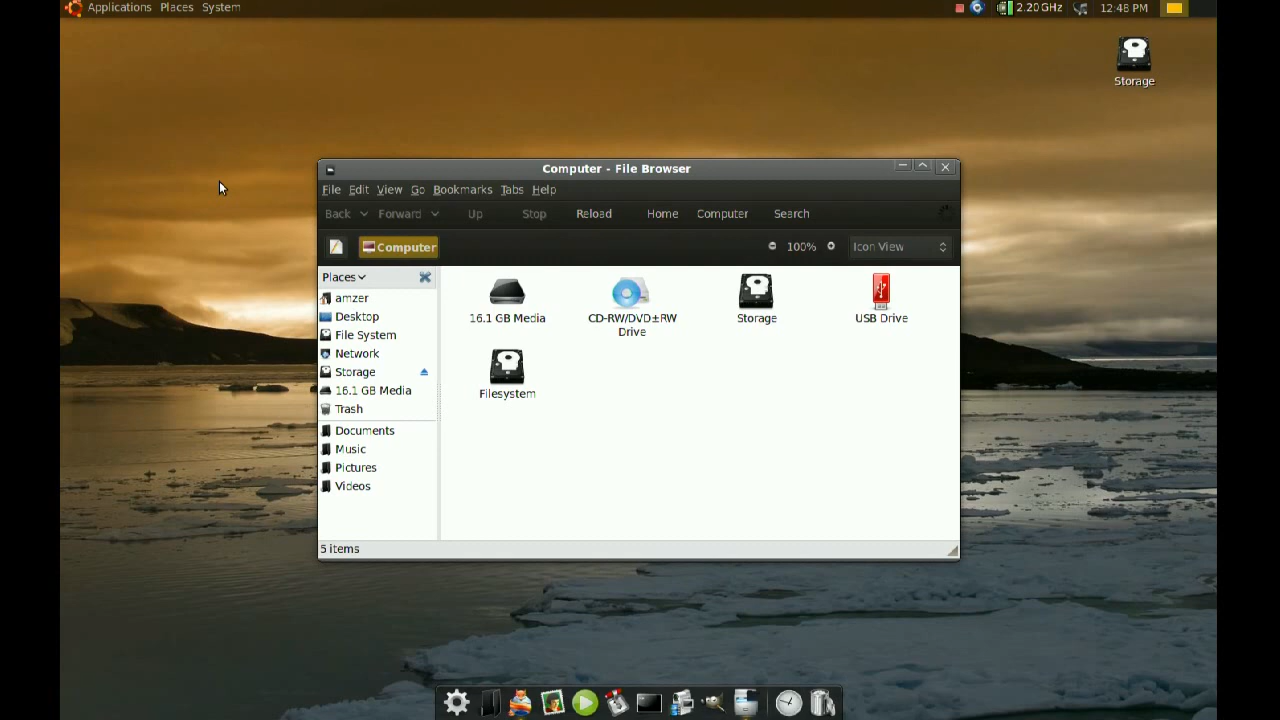 Applications Places System
2.20 GHz 12:48 PM
Storage
Computer - File Browser
File Edit View Go Bookmarks Tabs Help
Back Forward Up Stop Reload Home Computer Search
Computer 100% Icon View
Places
amzer
Desktop
File System
Network
Storage
16.1 GB Media
Trash
Documents
Music
Pictures
Videos
16.1 GB Media
CD-RW/DVD±RW
Drive
Storage
USB Drive
Filesystem
5 items